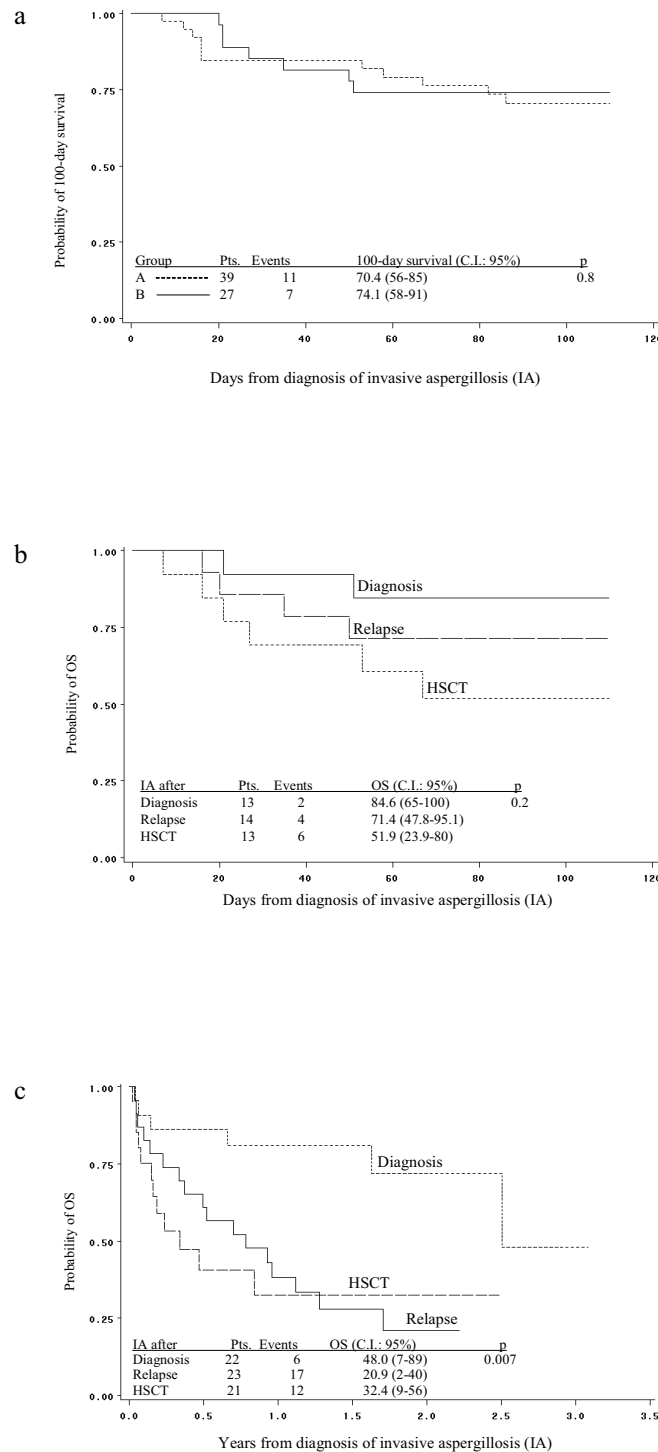 a
1.00
0.75
0.50
0.25
0.00
Probability of 100-day survival
Group Pts. Events 100-day survival (C.I.: 95%) p
A 39 11 70.4 (56-85) 0.8
B 27 7 74.1 (58-91)
0 20 40 60 80 100 120
Days from diagnosis of invasive aspergillosis (IA)
b
1.00
0.75
0.50
0.25
0.00
Probability of OS
Diagnosis
Relapse
HSCT
IA after Pts. Events OS (C.I.: 95%) p
Diagnosis 13 2 84.6 (65-100) 0.2
Relapse 14 4 71.4 (47.8-95.1)
HSCT 13 6 51.9 (23.9-80)
0 20 40 60 80 100 120
Days from diagnosis of invasive aspergillosis (IA)
c
1.00
0.75
0.50
0.25
0.00
Probability of OS
Diagnosis
HSCT
Relapse
IA after Pts. Events OS (C.I.: 95%) p
Diagnosis 22 6 48.0 (7-89) 0.007
Relapse 23 17 20.9 (2-40)
HSCT 21 12 32.4 (9-56)
0.0 0.5 1.0 1.5 2.0 2.5 3.0 3.5
Years from diagnosis of invasive aspergillosis (IA)